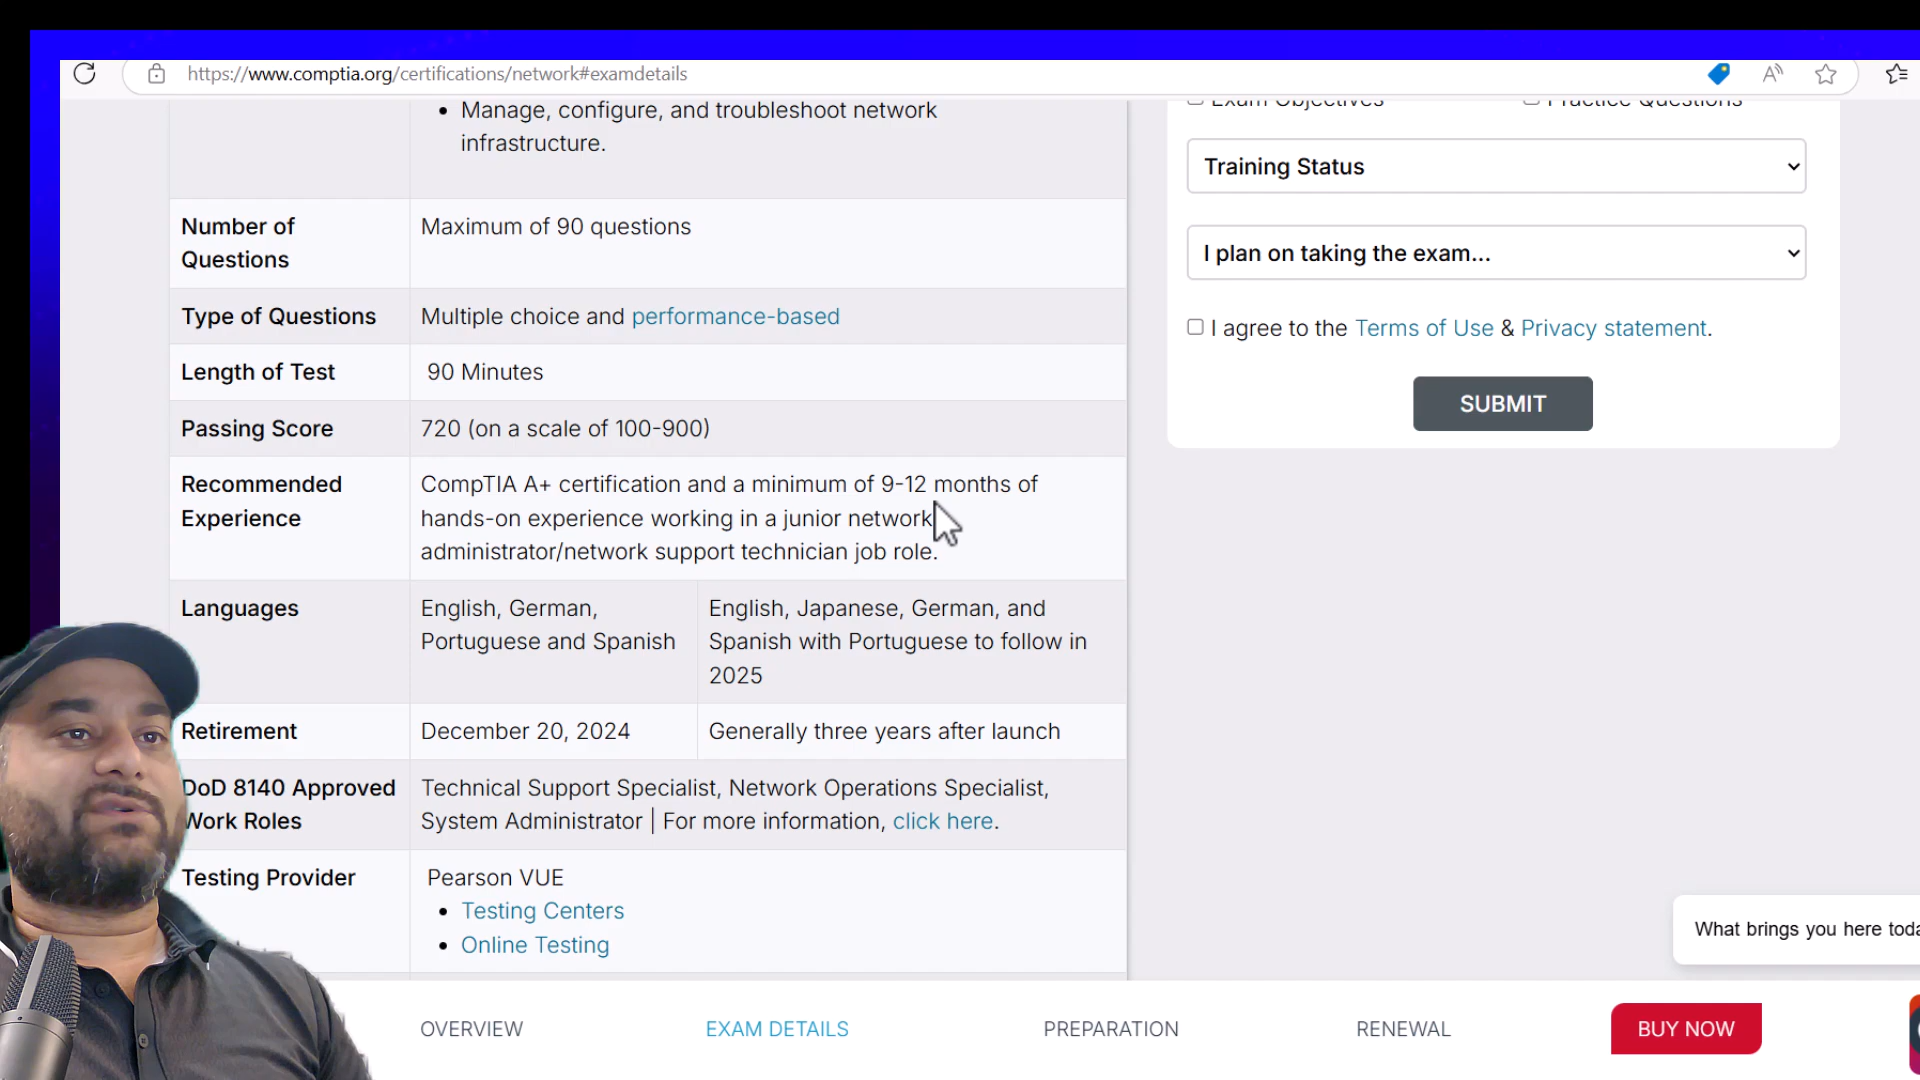 https://www.comptia.org/certifications/network#examdetails
• Manage, configure, and troubleshoot network
infrastructure.
Number of
Questions
Maximum of 90 questions
Type of Questions
Multiple choice and performance-based
Length of Test
90 Minutes
Passing Score
720 (on a scale of 100-900)
Recommended
Experience
CompTIA A+ certification and a minimum of 9-12 months of
hands-on experience working in a junior network
administrator/network support technician job role.
Languages
English, German,
Portuguese and Spanish
English, Japanese, German, and
Spanish with Portuguese to follow in
2025
Retirement
December 20, 2024
Generally three years after launch
DoD 8140 Approved
Work Roles
Technical Support Specialist, Network Operations Specialist,
System Administrator | For more information, click here.
Testing Provider
Pearson VUE
• Testing Centers
• Online Testing
Exam Objectives
Practice Questions
Training Status
I plan on taking the exam...
I agree to the Terms of Use & Privacy statement.
SUBMIT
What brings you here
OVERVIEW
EXAM DETAILS
PREPARATION
RENEWAL
BUY NOW